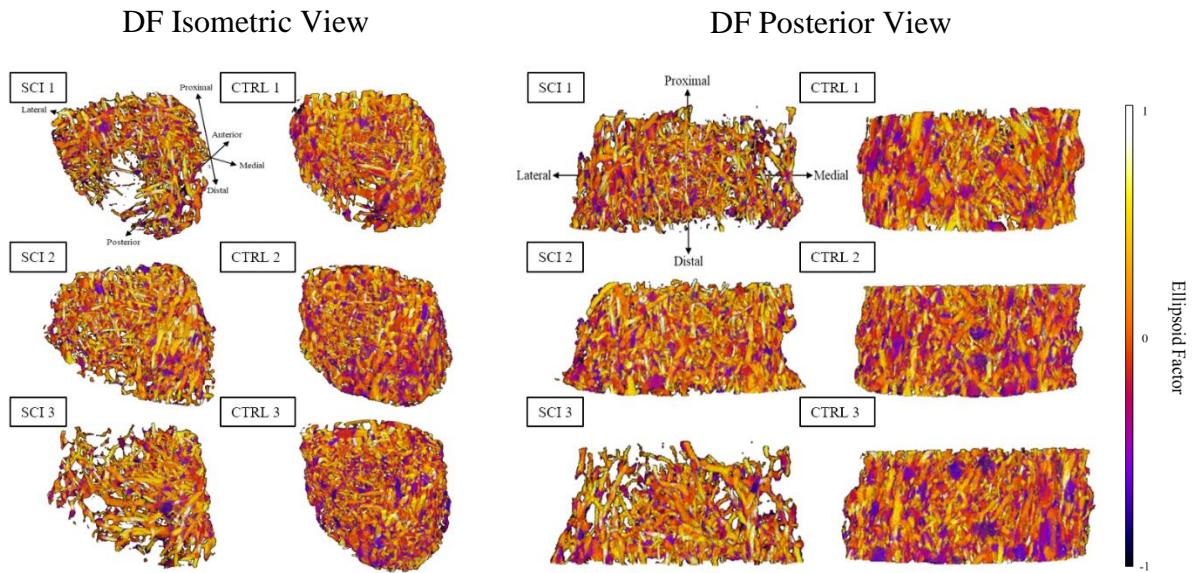 DF Isometric View
DF Posterior View
SCI 1
CTRL 1
Lateral
Proximal
Anterior
Medial
Distal
Posterior
SCI 2
CTRL 2
SCI 3
CTRL 3
SCI 1
CTRL 1
Proximal
Lateral
Medial
Distal
SCI 2
CTRL 2
SCI 3
CTRL 3
1
0
-1
Ellipsoid Factor